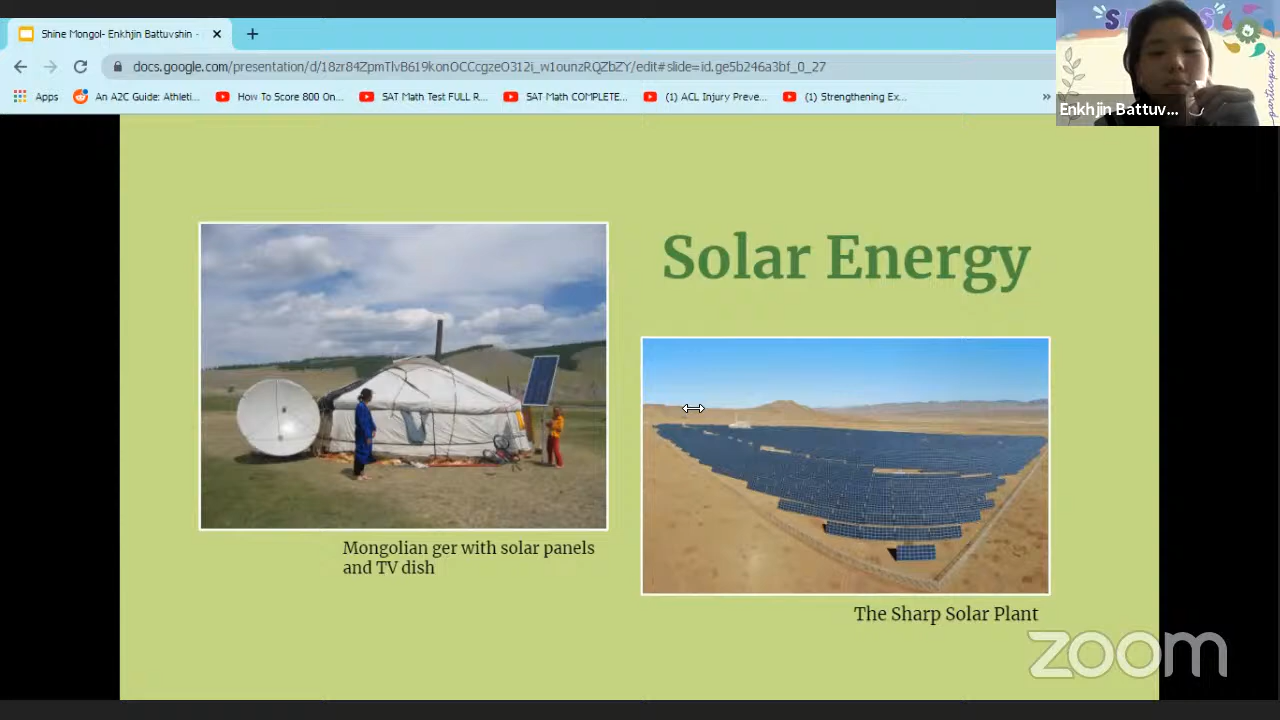 Shine Mongol- Enkhjin Battuvshin -
docs.google.com/presentation/d/18zr84ZpmTlvB619konOCCcgzeO312i_w1ounzRQZbZY/edit#slide=id.ge5b246a3bf_0_27
Apps An A2C Guide: Athleti... How To Score 800 On... SAT Math Test FULL R... SAT Math COMPLETE... (1) ACL Injury Preve... (1) Strengthening Ex... »
Enkhjin Battuv...
participant
Solar Energy
Mongolian ger with solar panels
and TV dish
The Sharp Solar Plant
zoom